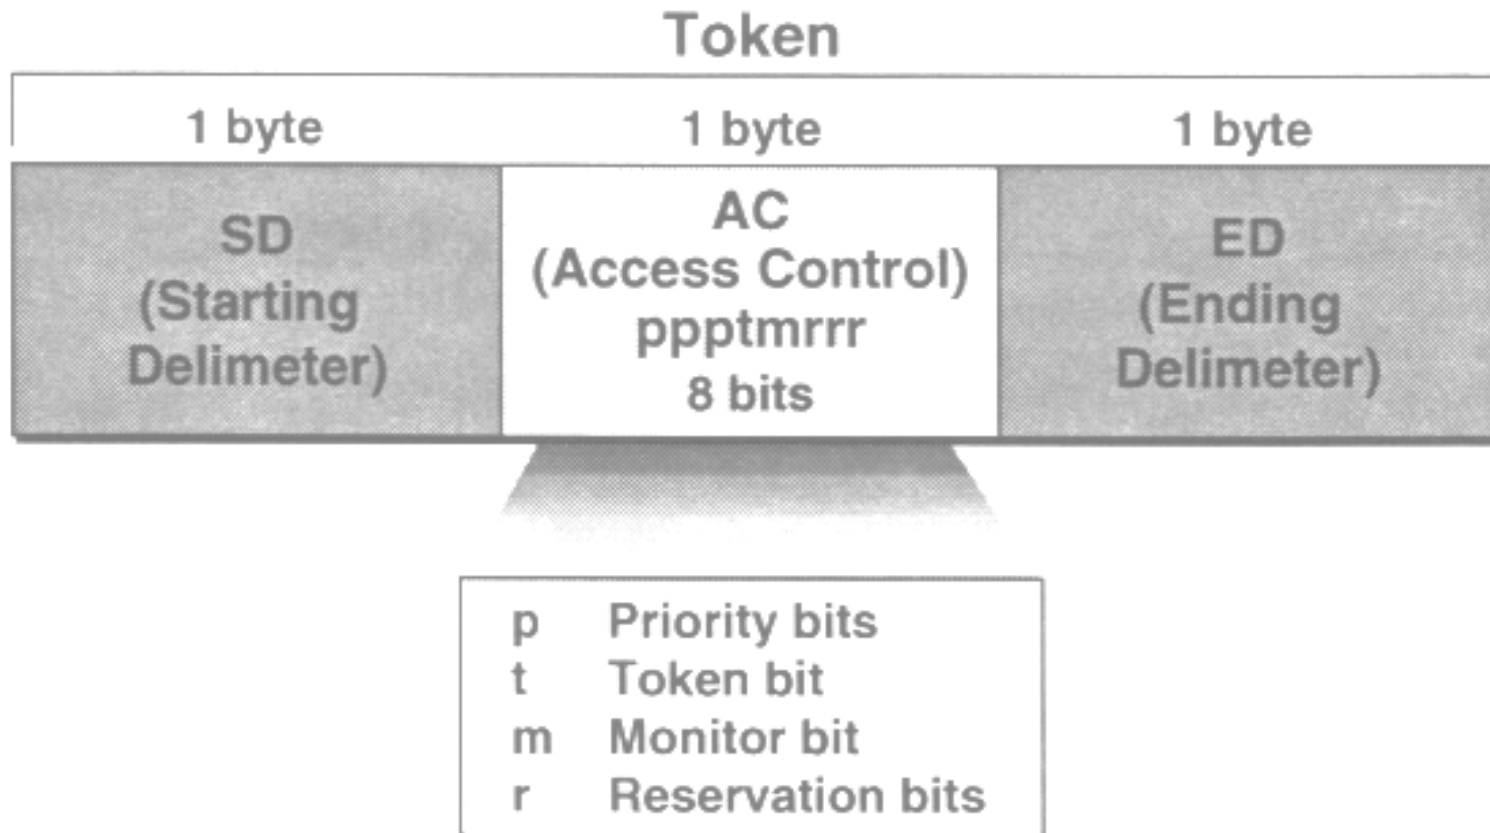 Token
1 byte 1 byte 1 byte
SD
(Starting
Delimeter)
AC
(Access Control)
ppptmrrr
8 bits
ED
(Ending
Delimeter)
p Priority bits
t Token bit
m Monitor bit
r Reservation bits